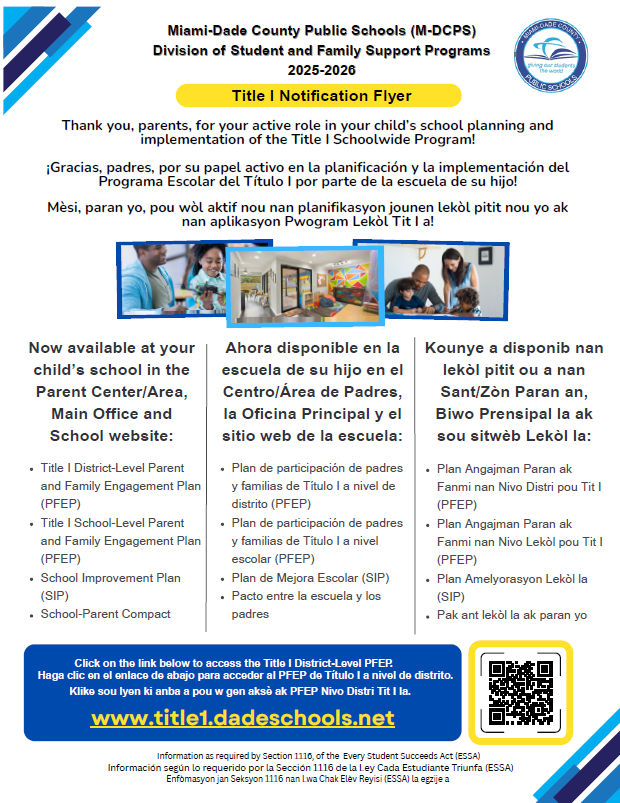 Miami-Dade County Public Schools (M-DCPS)
Division of Student and Family Support Programs
2025-2026
MIAMI-DADE COUNTY
giving our students
the world
PUBLIC SCHOOLS
Title I Notification Flyer
Thank you, parents, for your active role in your child's school planning and
implementation of the Title I Schoolwide Program!
¡Gracias, padres, por su papel activo en la planificación y la implementación del
Programa Escolar del Título I por parte de la escuela de su hijo!
Mèsi, paran yo, pou wòl aktif nou nan planifikasyon jounen lekòl pitit nou yo ak
nan aplikasyon Pwogram Lekòl Tit I a!
Now available at your
child's school in the
Parent Center/Area,
Main Office and
School website:
• Title I District-Level Parent
and Family Engagement Plan
(PFEP)
• Title I School-Level Parent
and Family Engagement Plan
(PFEP)
• School Improvement Plan
(SIP)
• School-Parent Compact
Ahora disponible en la
escuela de su hijo en el
Centro/Área de Padres,
la Oficina Principal y el
sitio web de la escuela:
• Plan de participación de padres
y familias de Título I a nivel de
distrito (PFEP)
• Plan de participación de padres
y familias de Título I a nivel
escolar (PFEP)
• Plan de Mejora Escolar (SIP)
• Pacto entre la escuela y los
padres
Kounye a disponib nan
lekòl pitit ou a nan
Sant/Zòn Paran an,
Biwo Prensipal la ak
sou sitwèb Lekòl la:
• Plan Angajman Paran ak
Fanmi nan Nivo Distri pou Tit I
(PFEP)
• Plan Angajman Paran ak
Fanmi nan Nivo Lekòl pou Tit I
(PFEP)
• Plan Amelyorasyon Lekòl la
(SIP)
• Pak ant lekòl la ak paran yo
Click on the link below to access the Title I District-Level PFEP.
Haga clic en el enlace de abajo para acceder al PFEP de Título I a nivel de distrito.
Klike sou lyen ki anba a pou w gen aksè ak PFEP Nivo Distri Tit I la.
www.title1.dadeschools.net
Information as required by Section 1116, of the Every Student Succeeds Act (ESSA)
Información según lo requerido por la Sección 1116 de la Ley Cada Estudiante Triunfa (ESSA)
Enfòmasyon jan Seksyon 1116 nan Lwa Chak Elèv Reyisi (ESSA) la egzije a